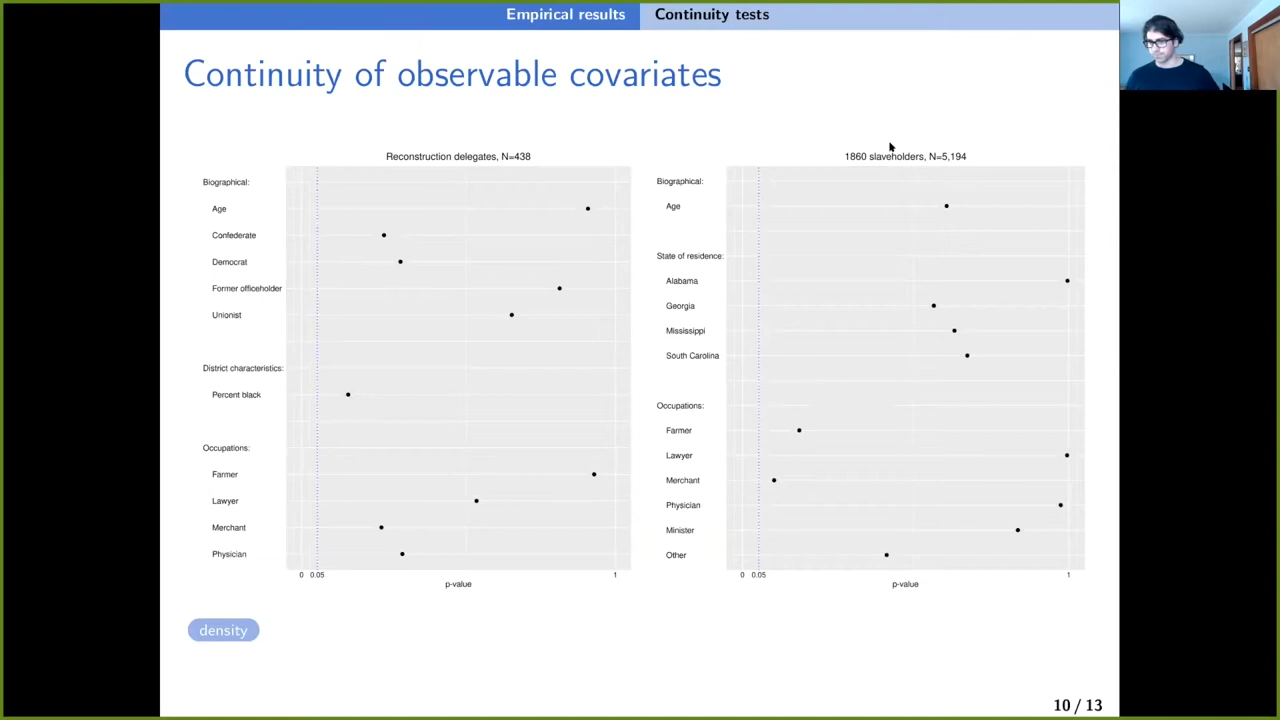 Empirical results
Continuity tests
Continuity of observable covariates
Reconstruction delegates, N=438
Biographical:
Age
Confederate
Democrat
Former officeholder
Unionist
District characteristics:
Percent black
Occupations:
Farmer
Lawyer
Merchant
Physician
0 0.05 1
p-value
1860 slaveholders, N=5,194
Biographical:
Age
State of residence:
Alabama
Georgia
Mississippi
South Carolina
Occupations:
Farmer
Lawyer
Merchant
Physician
Minister
Other
0 0.05 1
p-value
density
10 / 13